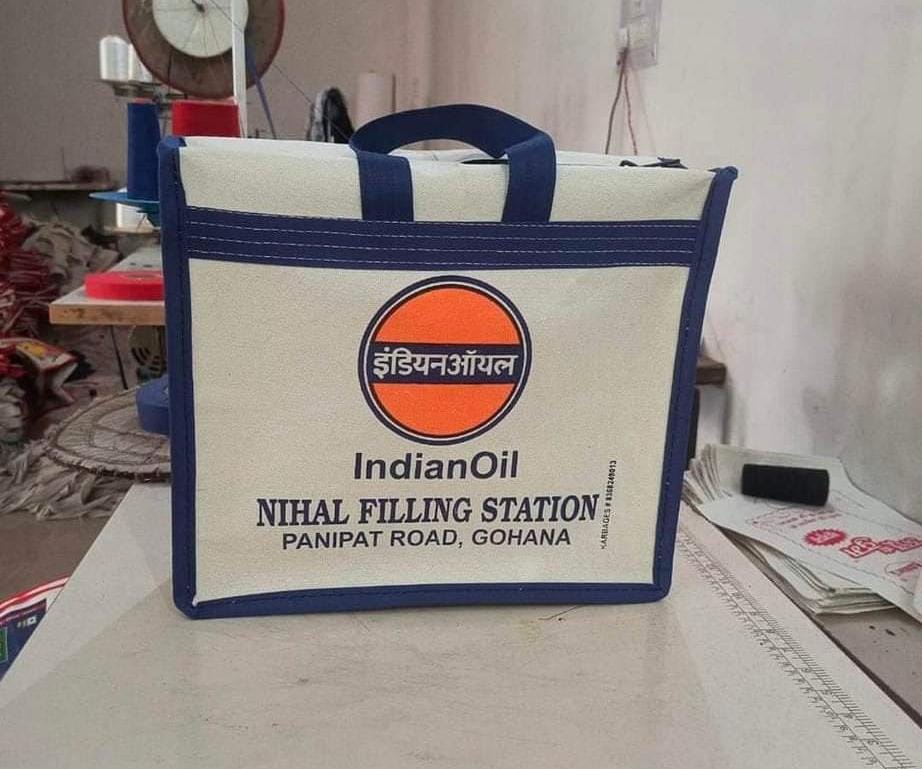 इंडियनऑयल
IndianOil
NIHAL FILLING STATION
PANIPAT ROAD, GOHANA